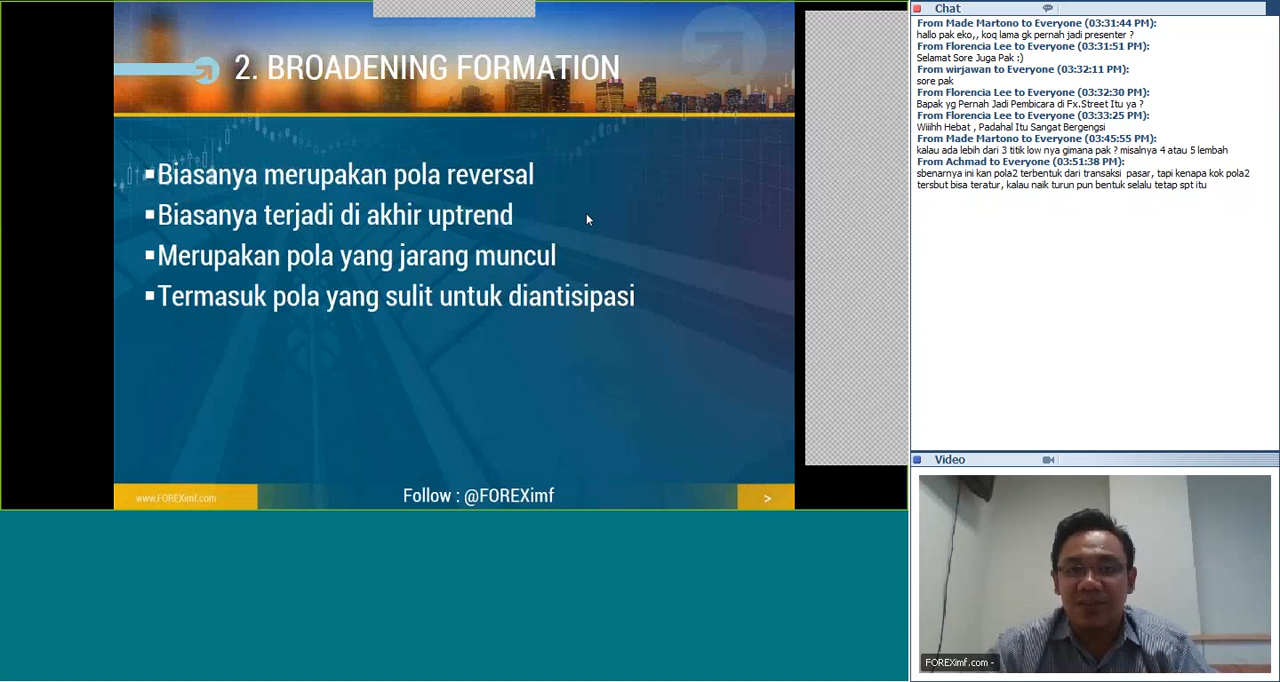 2. BROADENING FORMATION
▪Biasanya merupakan pola reversal
▪Biasanya terjadi di akhir uptrend
▪Merupakan pola yang jarang muncul
▪Termasuk pola yang sulit untuk diantisipasi
www.FOREXimf.com
Follow : @FOREXimf
>
Chat
From Made Martono to Everyone (03:31:44 PM):
hallo pak eko,, koq lama gk pernah jadi presenter ?
From Florencia Lee to Everyone (03:31:51 PM):
Selamat Sore Juga Pak :)
From wirjawan to Everyone (03:32:11 PM):
sore pak
From Florencia Lee to Everyone (03:32:30 PM):
Bapak yg Pernah Jadi Pembicara di Fx.Street Itu ya ?
From Florencia Lee to Everyone (03:33:25 PM):
Wiiihh Hebat , Padahal Itu Sangat Bergengsi
From Made Martono to Everyone (03:45:55 PM):
kalau ada lebih dari 3 titik low nya gimana pak ? misalnya 4 atau 5 lembah
From Achmad to Everyone (03:51:38 PM):
sbenarnya ini kan pola2 terbentuk dari transaksi pasar, tapi kenapa kok pola2
tersbut bisa teratur, kalau naik turun pun bentuk selalu tetap spt itu
Video
FOREXimf.com -